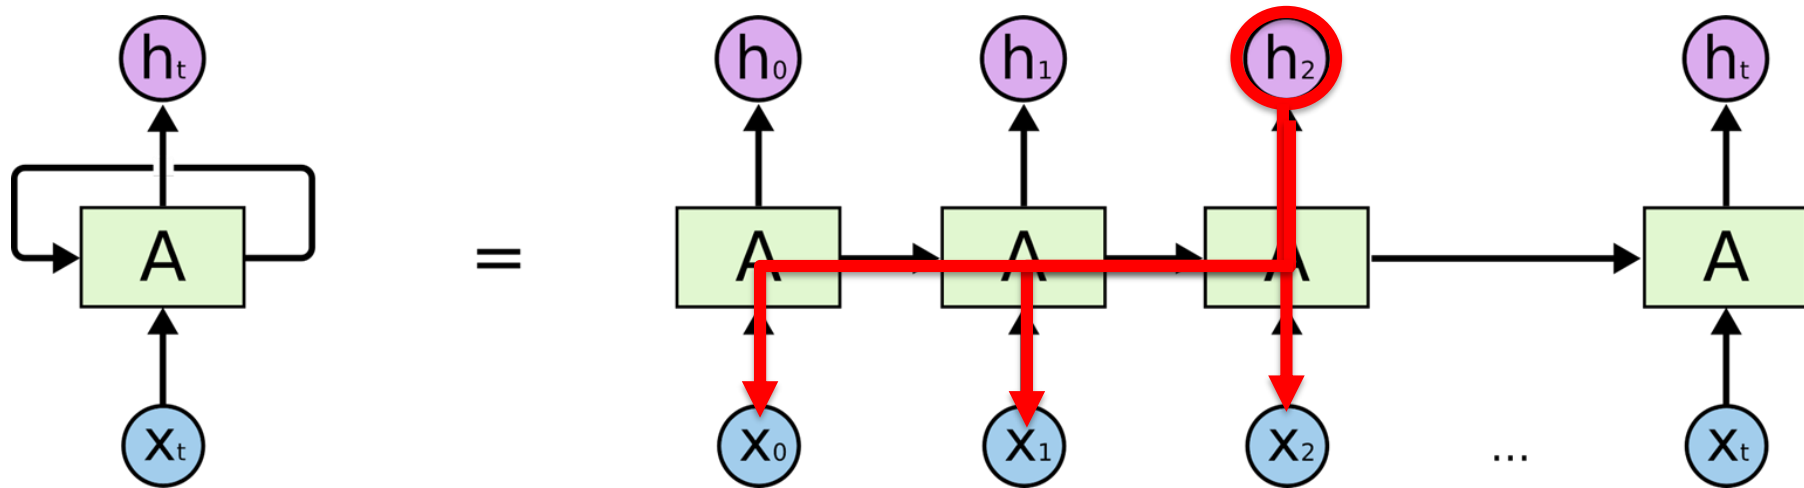 hₜ h₀ h₁ h₂ hₜ
A = A A A A
xₜ x₀ x₁ x₂ ... xₜ